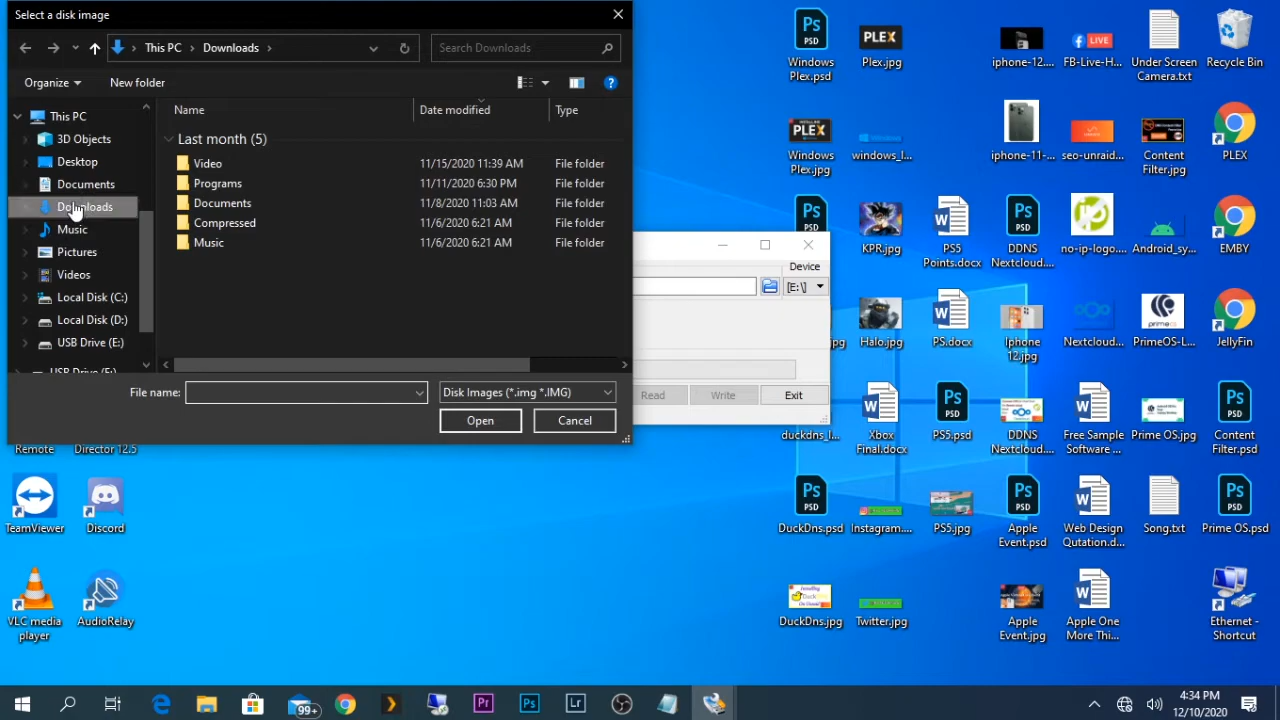 Select a disk image
This PC
Downloads
Search Downloads
Organize
New folder
This PC
3D Objects
Desktop
Documents
Downloads
Music
Pictures
Videos
Local Disk (C:)
Local Disk (D:)
USB Drive (E:)
USB Drive (E:)
Name
Date modified
Type
Last month (5)
Video 11/15/2020 11:39 AM File folder
Programs 11/11/2020 6:30 PM File folder
Documents 11/8/2020 11:03 AM File folder
Compressed 11/6/2020 6:21 AM File folder
Music 11/6/2020 6:21 AM File folder
File name:
Disk Images (*.img *.IMG)
Open
Cancel
Device
[E:\]
Read
Write
Exit
Remote
Director 12.5
TeamViewer
Discord
VLC media
player
AudioRelay
Windows
Plex.psd
Plex.jpg
iphone-12....
FB-Live-H...
Under Screen
Camera.txt
Recycle Bin
Windows
Plex.jpg
windows_l...
iphone-11-...
seo-unraid...
Content
Filter.jpg
PLEX
KPR.jpg
PS5
Points.docx
DDNS
Nextcloud....
no-ip-logo....
Android_sy...
EMBY
jpg
Halo.jpg
PS.docx
Iphone
12.jpg
Nextcloud...
PrimeOS-L...
JellyFin
duckdns_l...
Xbox
Final.docx
PS5.psd
DDNS
Nextcloud...
Free Sample
Software ...
Prime OS.jpg
Content
Filter.psd
DuckDns.psd
Instagram....
PS5.jpg
Apple
Event.psd
Web Design
Qutation.d...
Song.txt
Prime OS.psd
DuckDns.jpg
Twitter.jpg
Apple
Event.jpg
Apple One
More Thi...
Ethernet -
Shortcut
99+
4:34 PM
12/10/2020